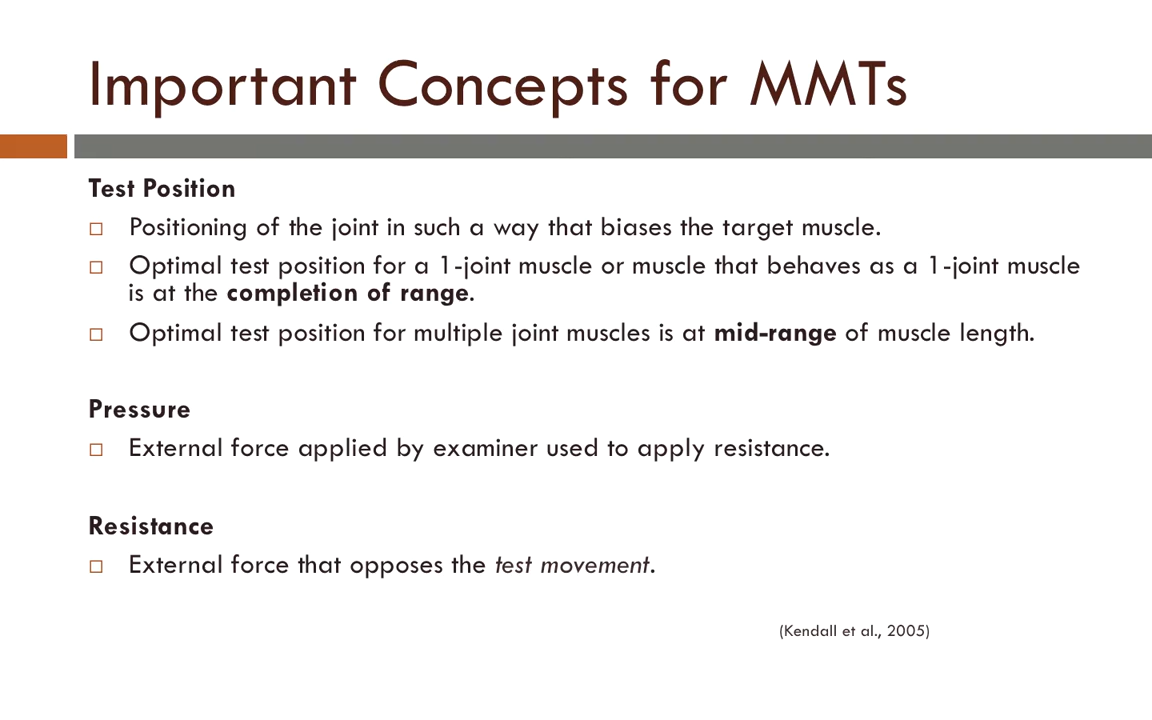 Important Concepts for MMTs
Test Position
Positioning of the joint in such a way that biases the target muscle.
Optimal test position for a 1-joint muscle or muscle that behaves as a 1-joint muscle
is at the completion of range.
Optimal test position for multiple joint muscles is at mid-range of muscle length.
Pressure
External force applied by examiner used to apply resistance.
Resistance
External force that opposes the test movement.
(Kendall et al., 2005)